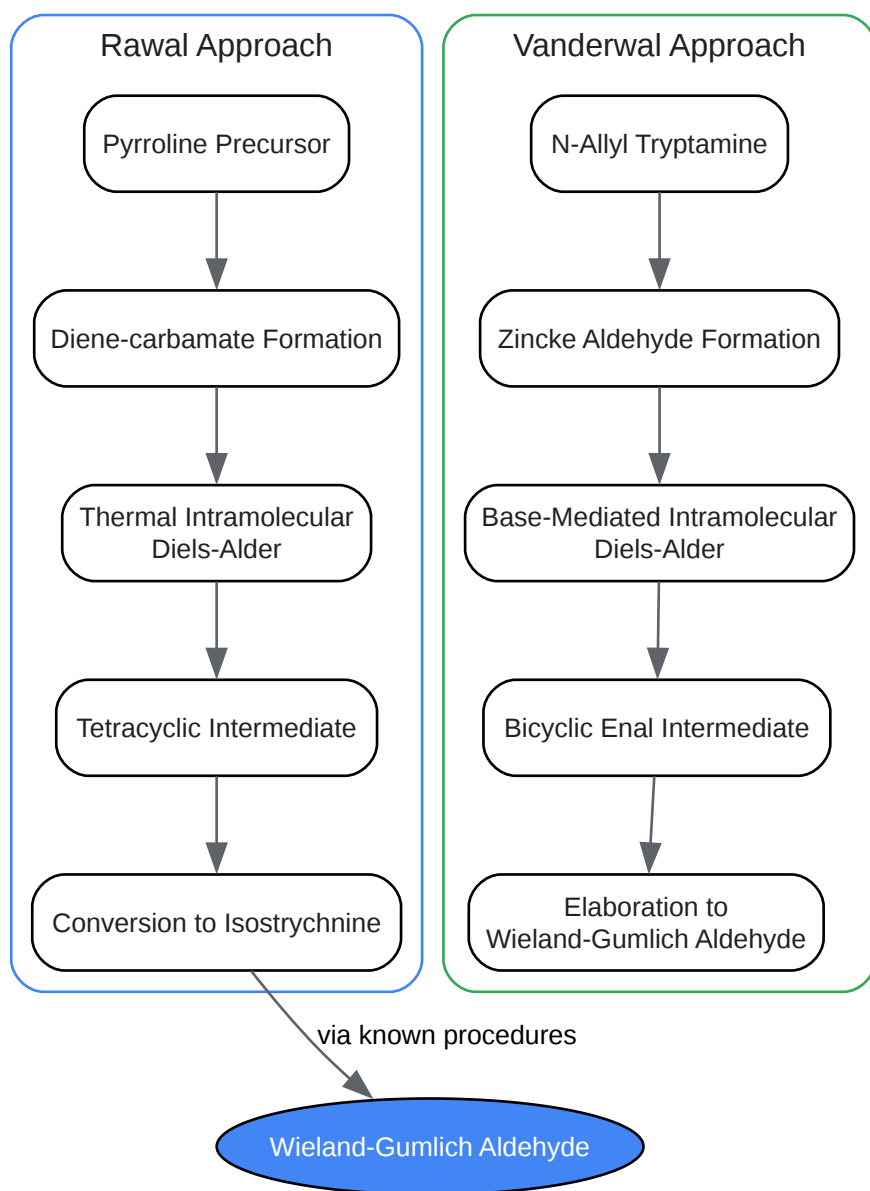 Rawal Approach
Pyrroline Precursor
Diene-carbamate Formation
Thermal Intramolecular
Diels-Alder
Tetracyclic Intermediate
Conversion to Isostrychnine
Vanderwal Approach
N-Allyl Tryptamine
Zincke Aldehyde Formation
Base-Mediated Intramolecular
Diels-Alder
Bicyclic Enal Intermediate
Elaboration to
Wieland-Gumlich Aldehyde
via known procedures
Wieland-Gumlich Aldehyde